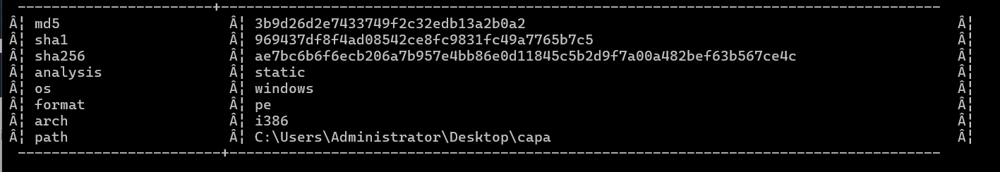 ------------------------+--------------------------------------------------------------------------------------
Â¦ md5 Â¦ 3b9d26d2e7433749f2c32edb13a2b0a2 Â¦
Â¦ sha1 Â¦ 969437df8f4ad08542ce8fc9831fc49a7765b7c5 Â¦
Â¦ sha256 Â¦ ae7bc6b6f6ecb206a7b957e4bb86e0d11845c5b2d9f7a00a482bef63b567ce4c Â¦
Â¦ analysis Â¦ static Â¦
Â¦ os Â¦ windows Â¦
Â¦ format Â¦ pe Â¦
Â¦ arch Â¦ i386 Â¦
Â¦ path Â¦ C:\Users\Administrator\Desktop\capa Â¦
-------------------------+-------------------------------------------------------------------------------------